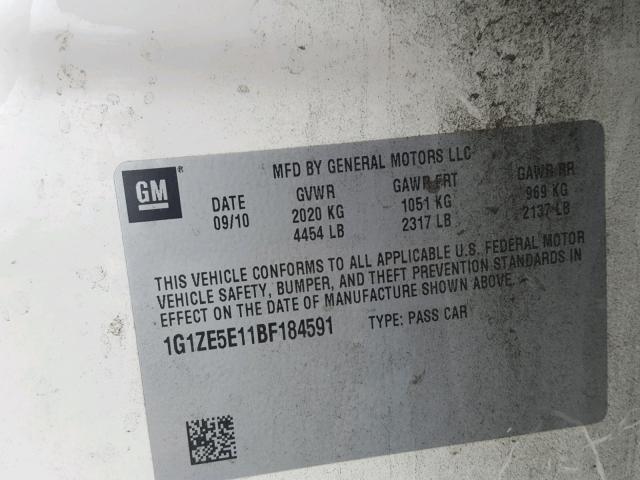 MFD BY GENERAL MOTORS LLC
GM®
DATE GVWR GAWR FRT GAWR RR
09/10 2020 KG 1051 KG 969 KG
4454 LB 2317 LB 2137 LB
THIS VEHICLE CONFORMS TO ALL APPLICABLE U.S. FEDERAL MOTOR
VEHICLE SAFETY, BUMPER, AND THEFT PREVENTION STANDARDS IN
EFFECT ON THE DATE OF MANUFACTURE SHOWN ABOVE.
1G1ZE5E11BF184591 TYPE: PASS CAR